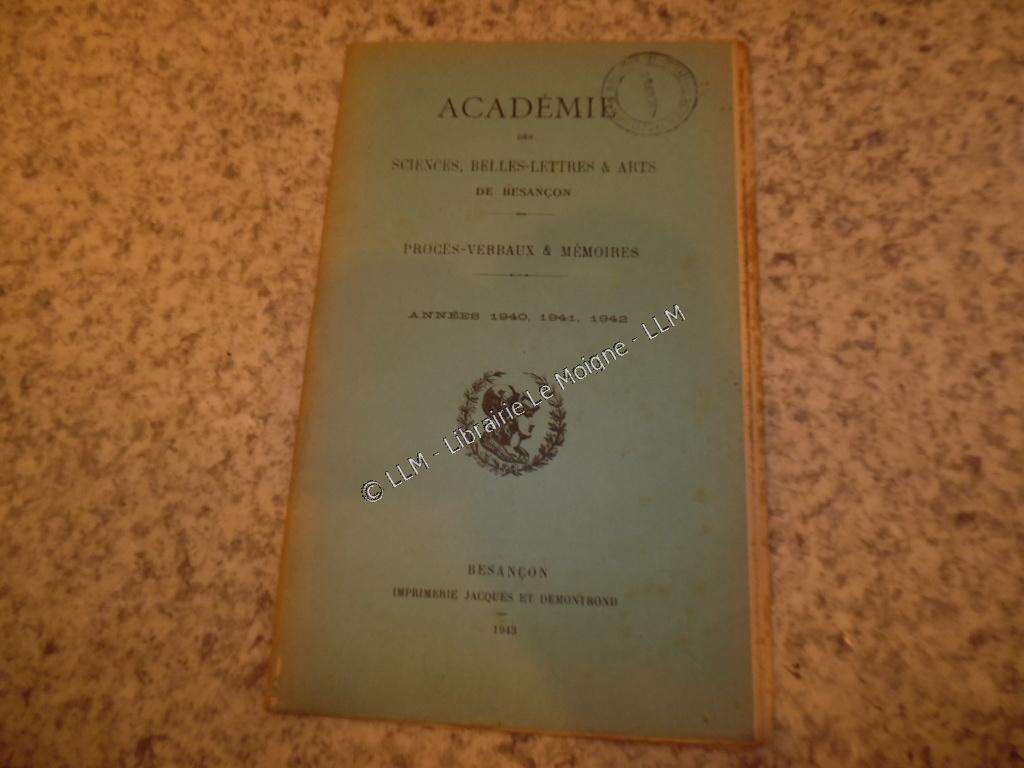 ACADÉMIE
DES
SCIENCES, BELLES-LETTRES & ARTS
DE BESANÇON
PROCÈS-VERBAUX & MÉMOIRES
ANNÉES 1940, 1941, 1942
© LLM - Librairie Le Moigne - LLM
BESANÇON
IMPRIMERIE JACQUES ET DEMONTROND
1943